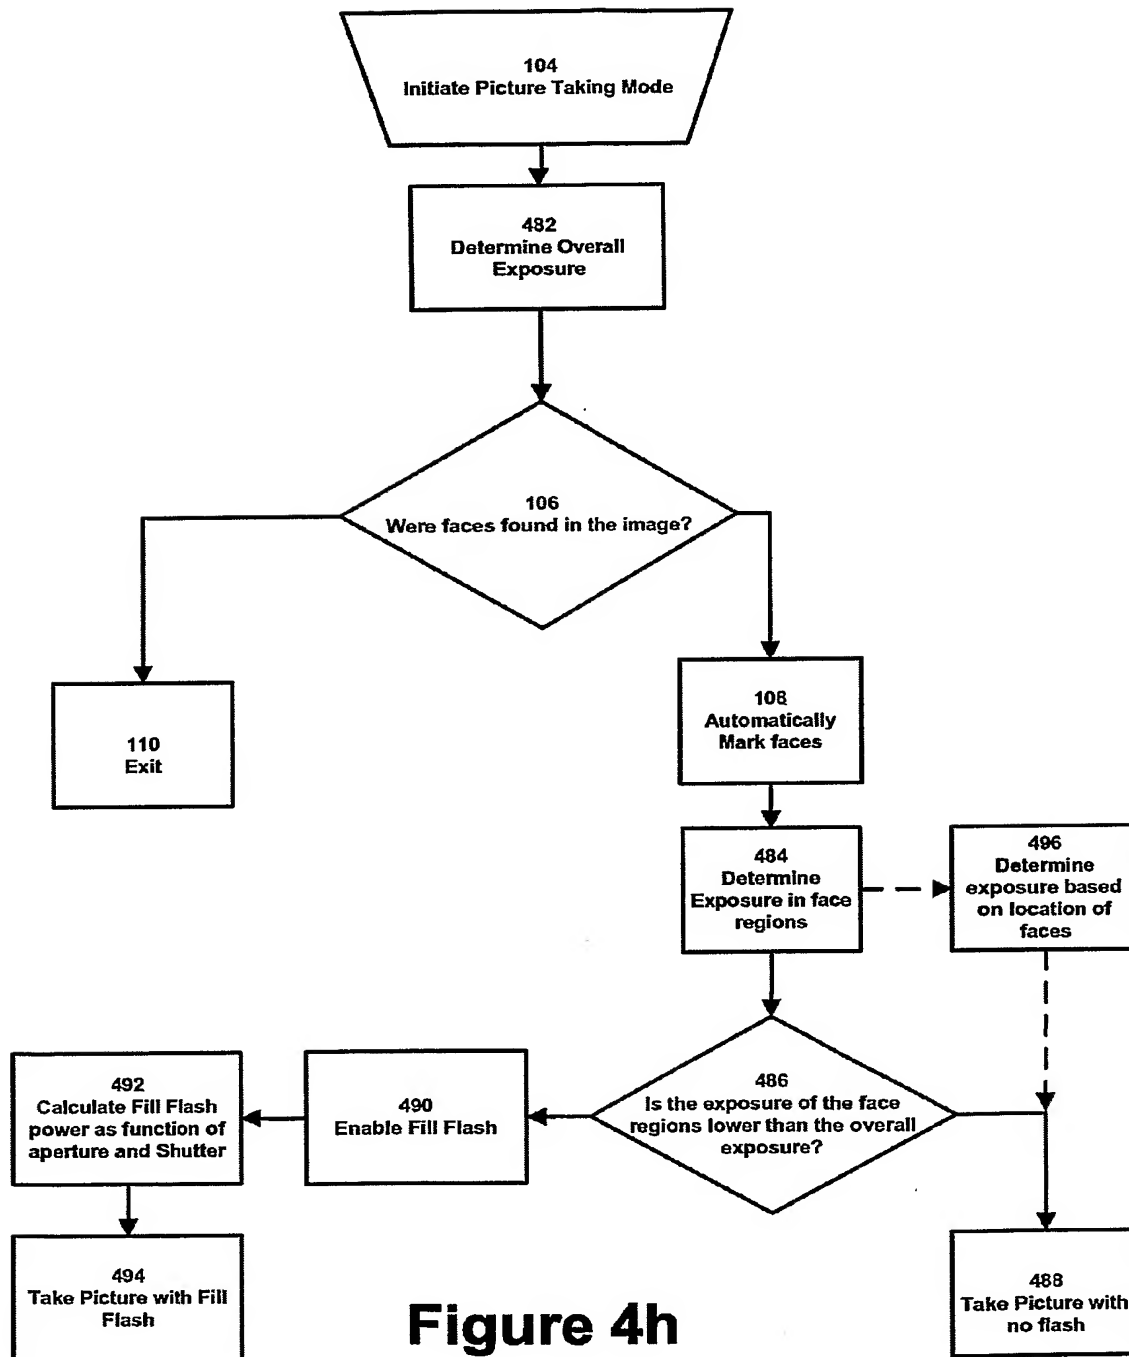 104
Initiate Picture Taking Mode
482
Determine Overall
Exposure
106
Were faces found in the image?
110
Exit
108
Automatically
Mark faces
484
Determine
Exposure in face
regions
496
Determine
exposure based
on location of
faces
486
Is the exposure of the face
regions lower than the overall
exposure?
490
Enable Fill Flash
492
Calculate Fill Flash
power as function of
aperture and Shutter
494
Take Picture with Fill
Flash
488
Take Picture with
no flash
Figure 4h